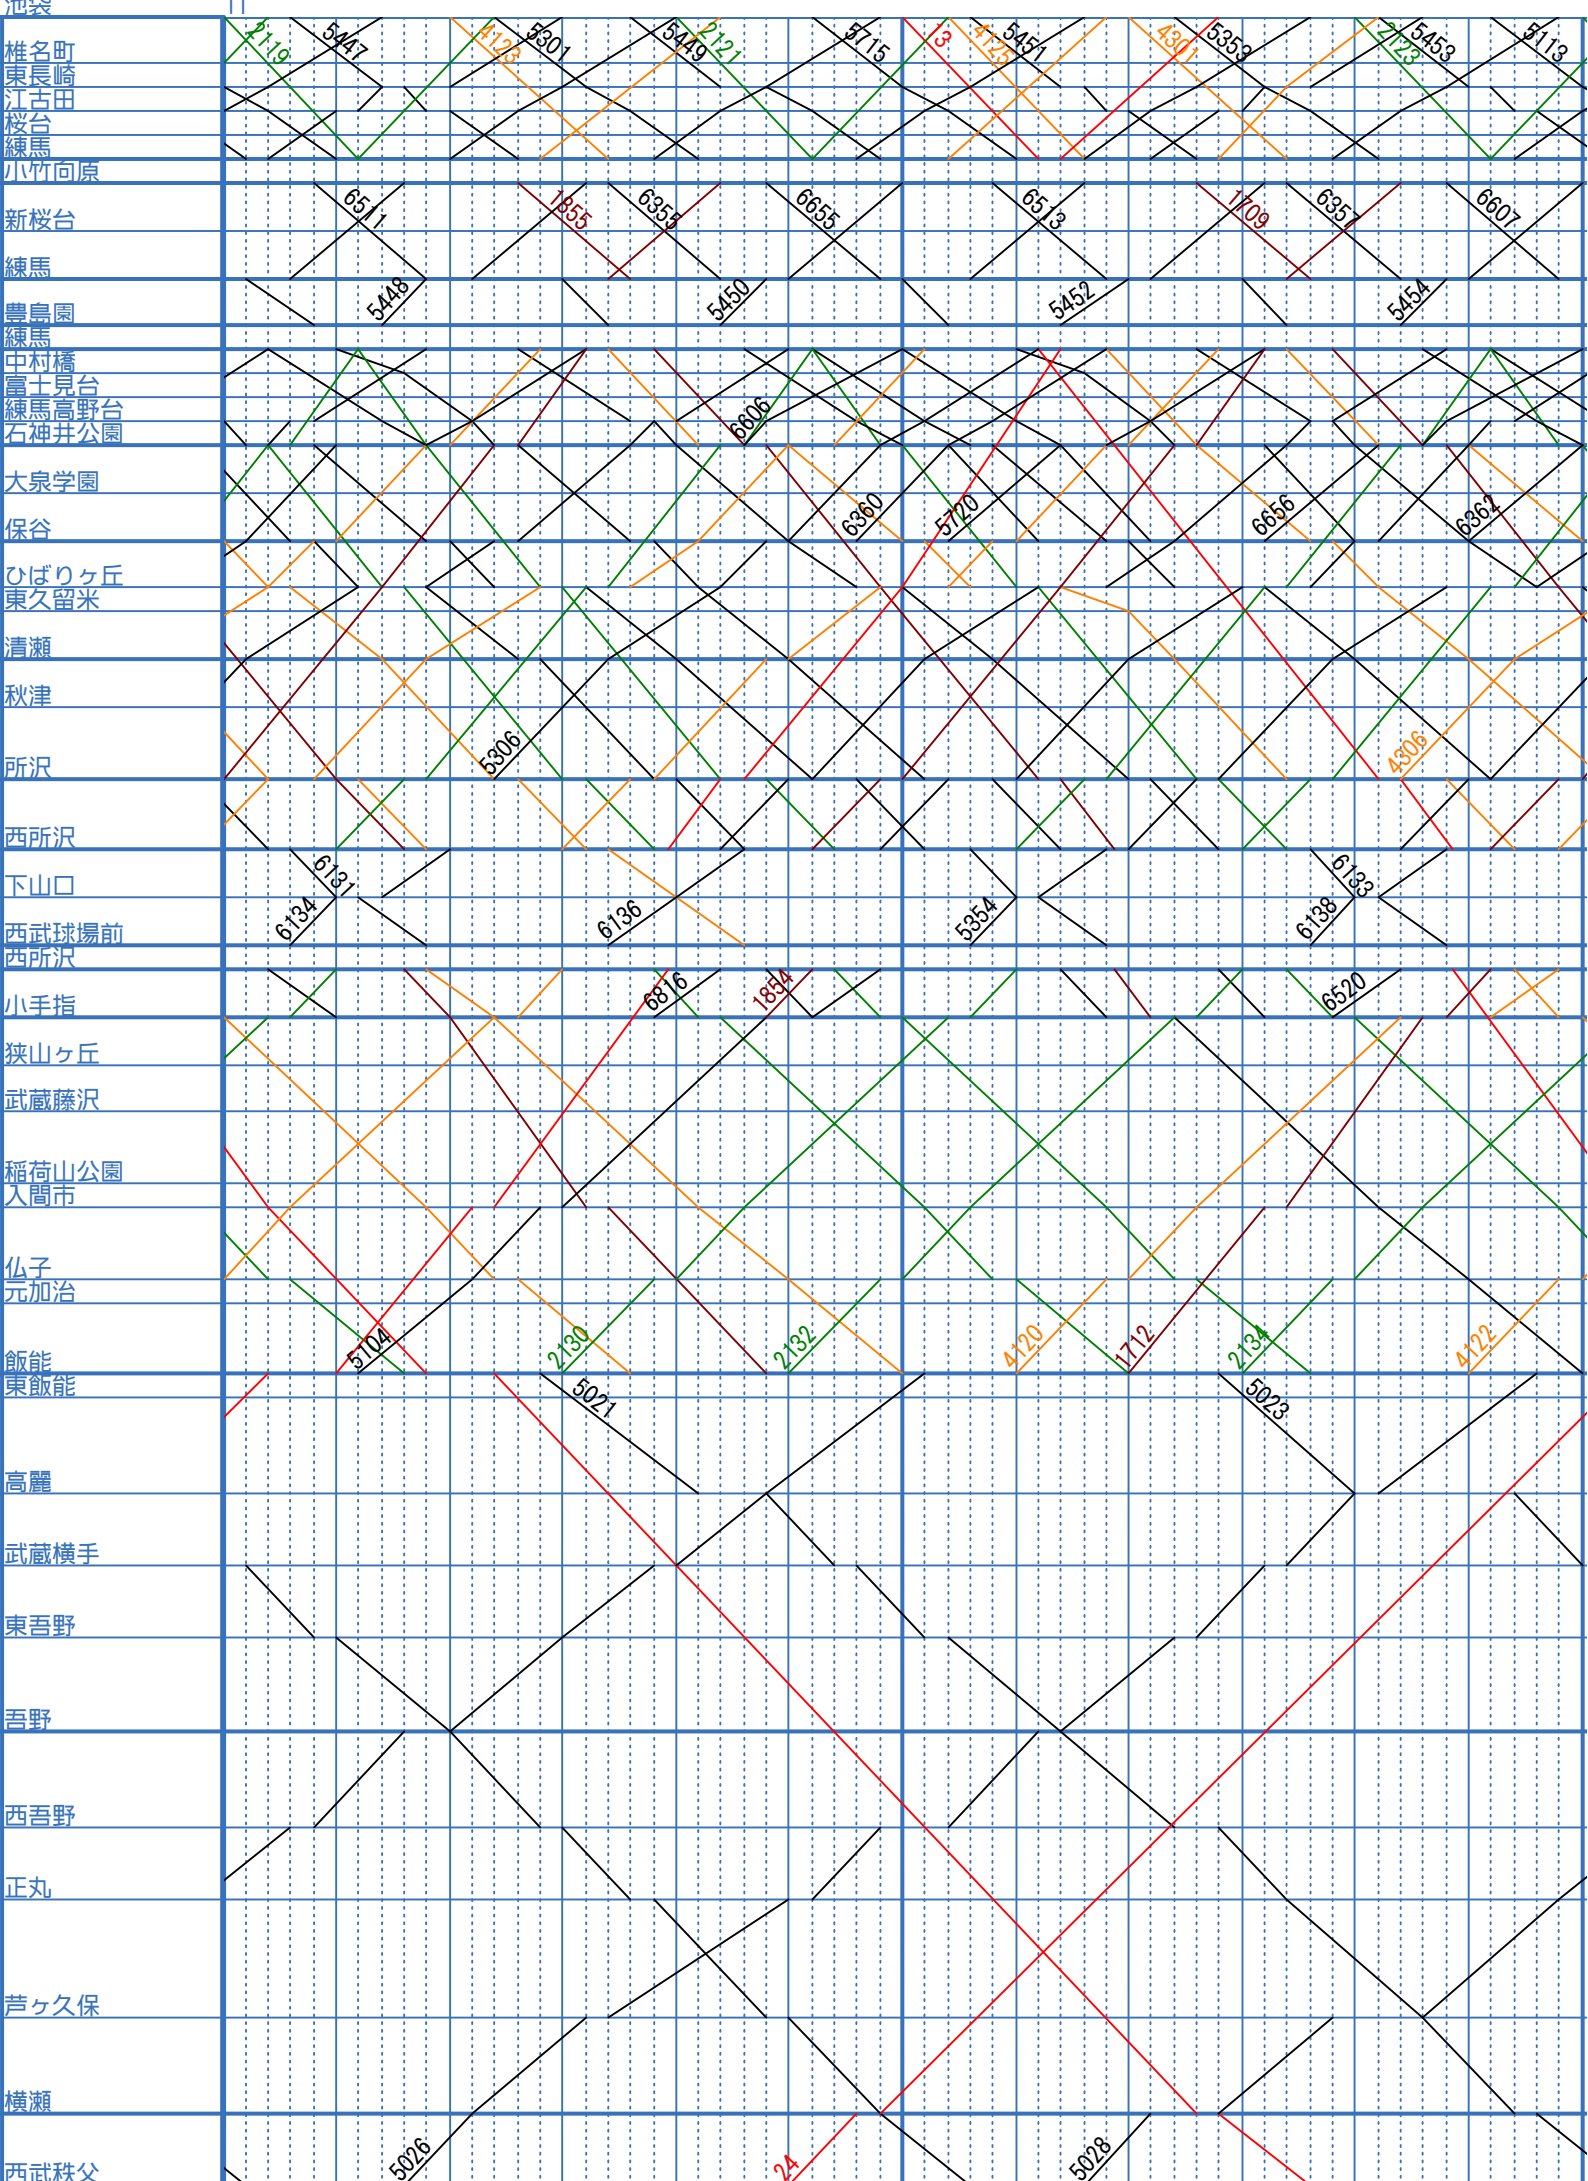 池袋 11
椎名町 2119 5447 4123 5301 5449 2121 5715 13 4125 5451 4301 5353 2123 5453 5113
東長崎
江古田
桜台
練馬
小竹向原
新桜台 6511 1855 6355 6655 6513 1709 6357 6607
練馬
豊島園 5448 5450 5452 5454
練馬
中村橋
富士見台
練馬高野台 6606
石神井公園
大泉学園
保谷 6360 5720 6656 6362
ひばりヶ丘
東久留米
清瀬
秋津
所沢 5306 4306
西所沢
下山口 6131 6133
西武球場前 6134 6136 5354 6138
西所沢
小手指 6816 1854 6520
狭山ヶ丘
武蔵藤沢
稲荷山公園
入間市
仏子
元加治
飯能 5104 2130 2132 4120 1712 2134 4122
東飯能 5021 5023
高麗
武蔵横手
東吾野
吾野
西吾野
正丸
芦ヶ久保
横瀬
西武秩父 5026 24 5028